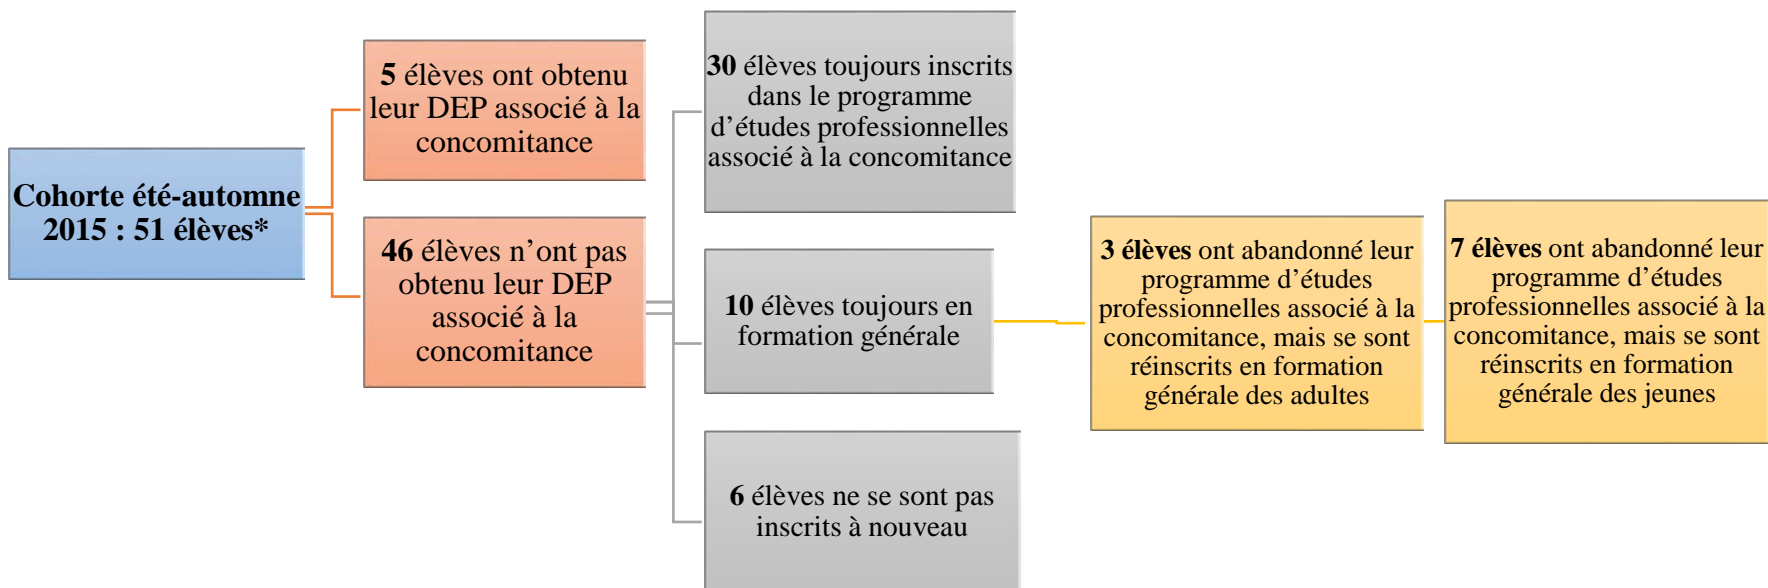 Cohorte été-automne
2015 : 51 élèves*
5 élèves ont obtenu
leur DEP associé à la
concomitance
46 élèves n’ont pas
obtenu leur DEP
associé à la
concomitance
30 élèves toujours inscrits
dans le programme
d’études professionnelles
associé à la concomitance
10 élèves toujours en
formation générale
6 élèves ne se sont pas
inscrits à nouveau
3 élèves ont abandonné leur
programme d’études
professionnelles associé à la
concomitance, mais se sont
réinscrits en formation
générale des adultes
7 élèves ont abandonné leur
programme d’études
professionnelles associé à la
concomitance, mais se sont
réinscrits en formation
générale des jeunes